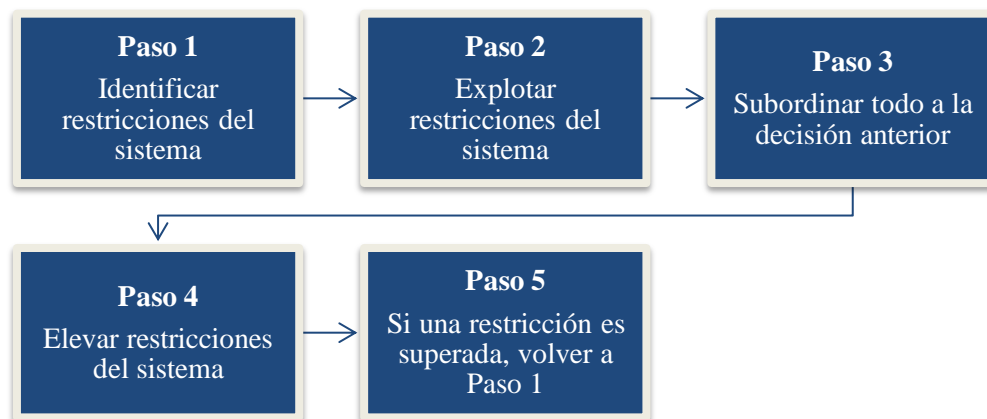 Paso 1
Identificar
restricciones del
sistema
Paso 2
Explotar
restricciones del
sistema
Paso 3
Subordinar todo a la
decisión anterior
Paso 4
Elevar restricciones
del sistema
Paso 5
Si una restricción es
superada, volver a
Paso 1